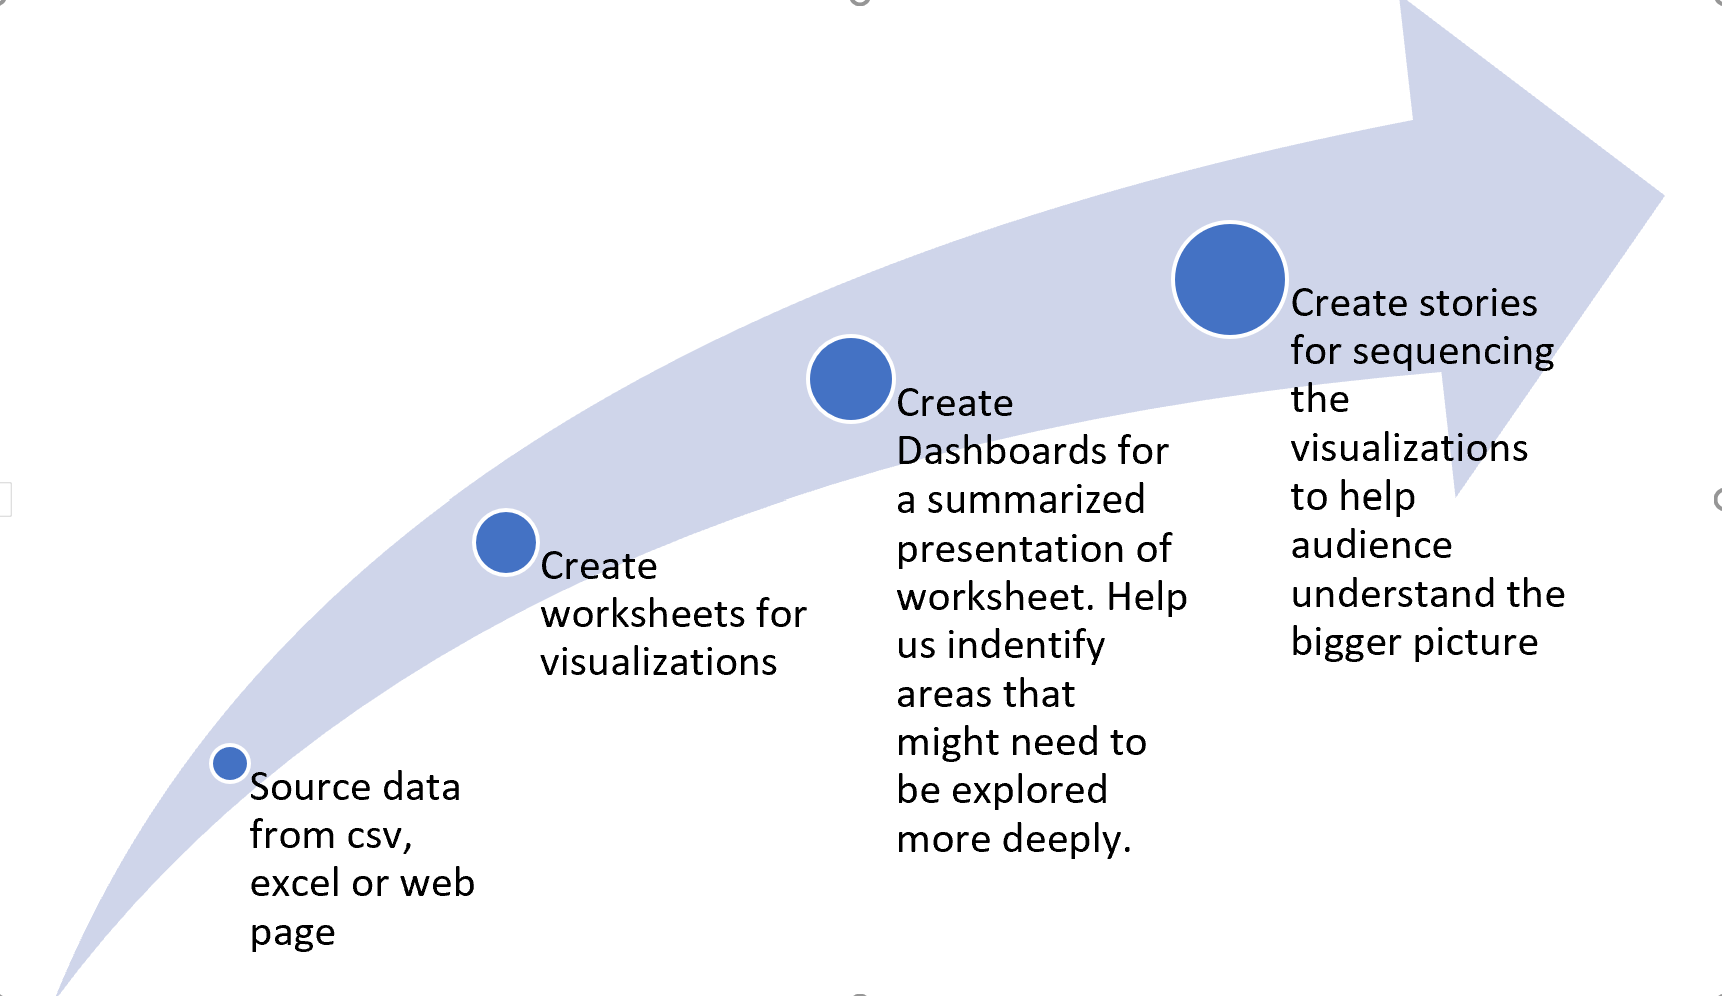 Source data
from csv,
excel or web
page
Create
worksheets for
visualizations
Create
Dashboards for
a summarized
presentation of
worksheet. Help
us indentify
areas that
might need to
be explored
more deeply.
Create stories
for sequencing
the
visualizations
to help
audience
understand the
bigger picture